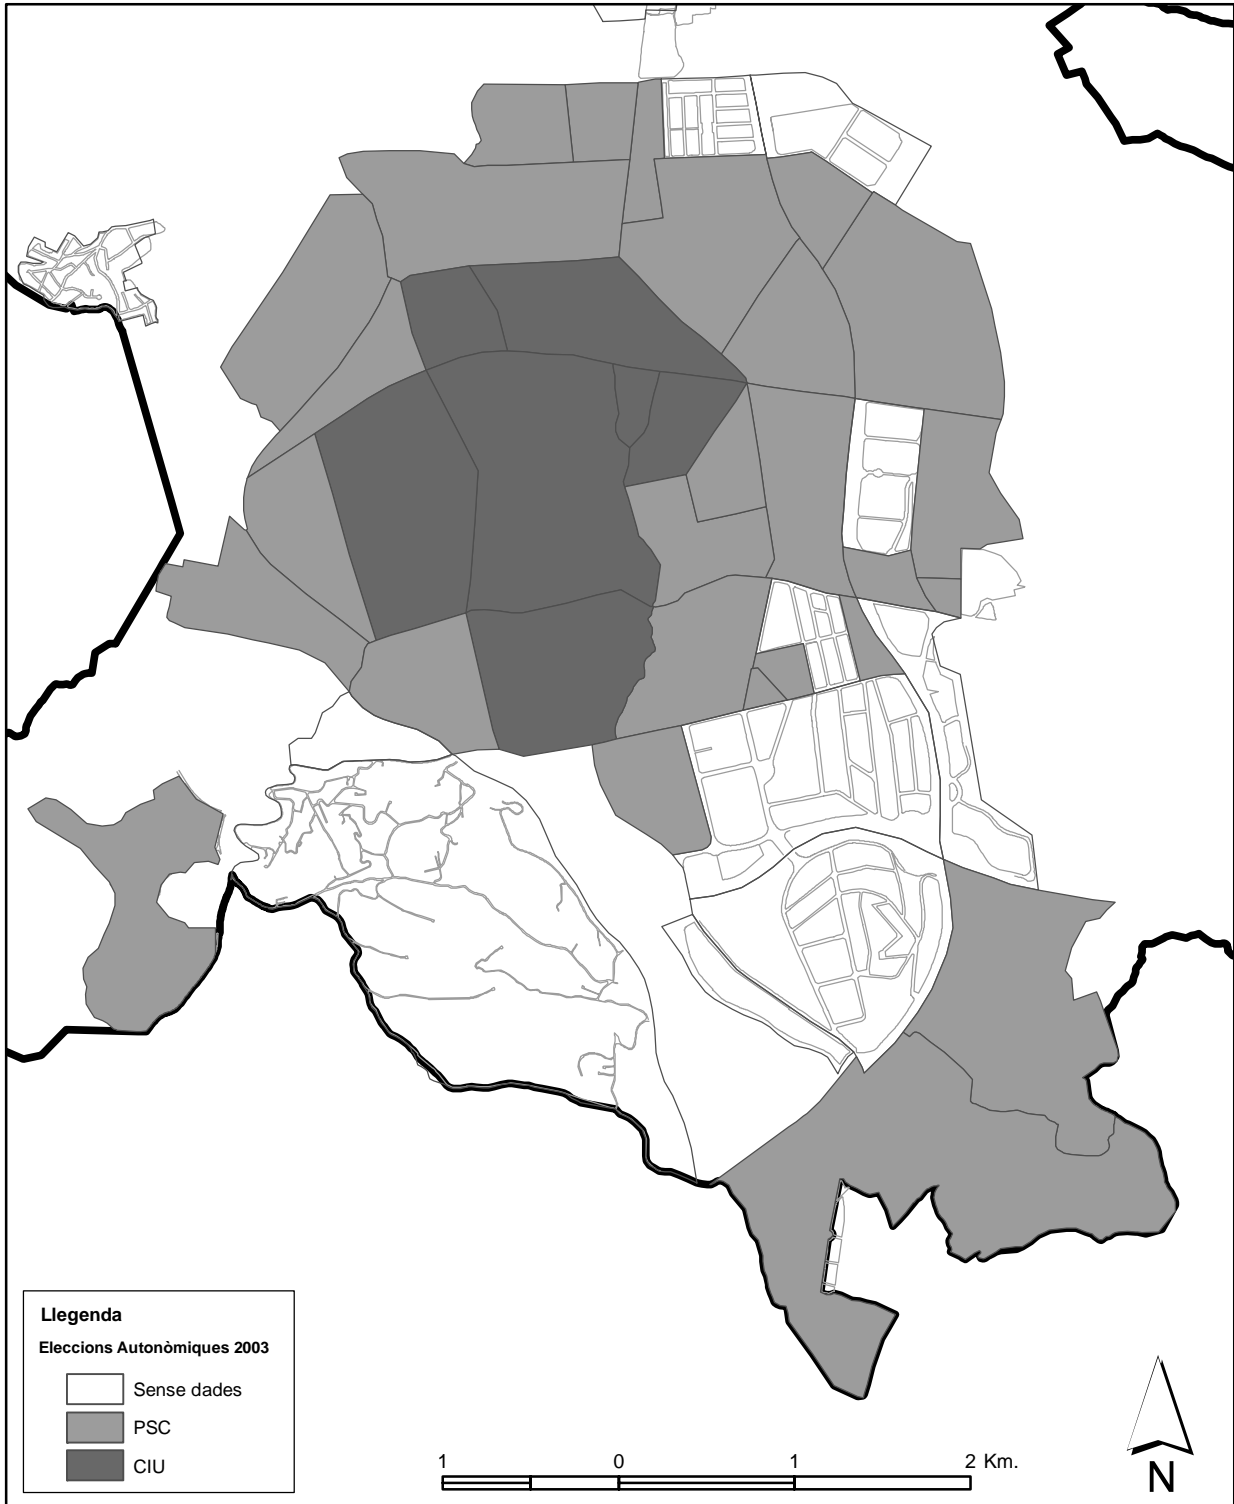 Llegenda
Eleccions Autonòmiques 2003
Sense dades
PSC
CIU
1 0 1 2 Km.
N